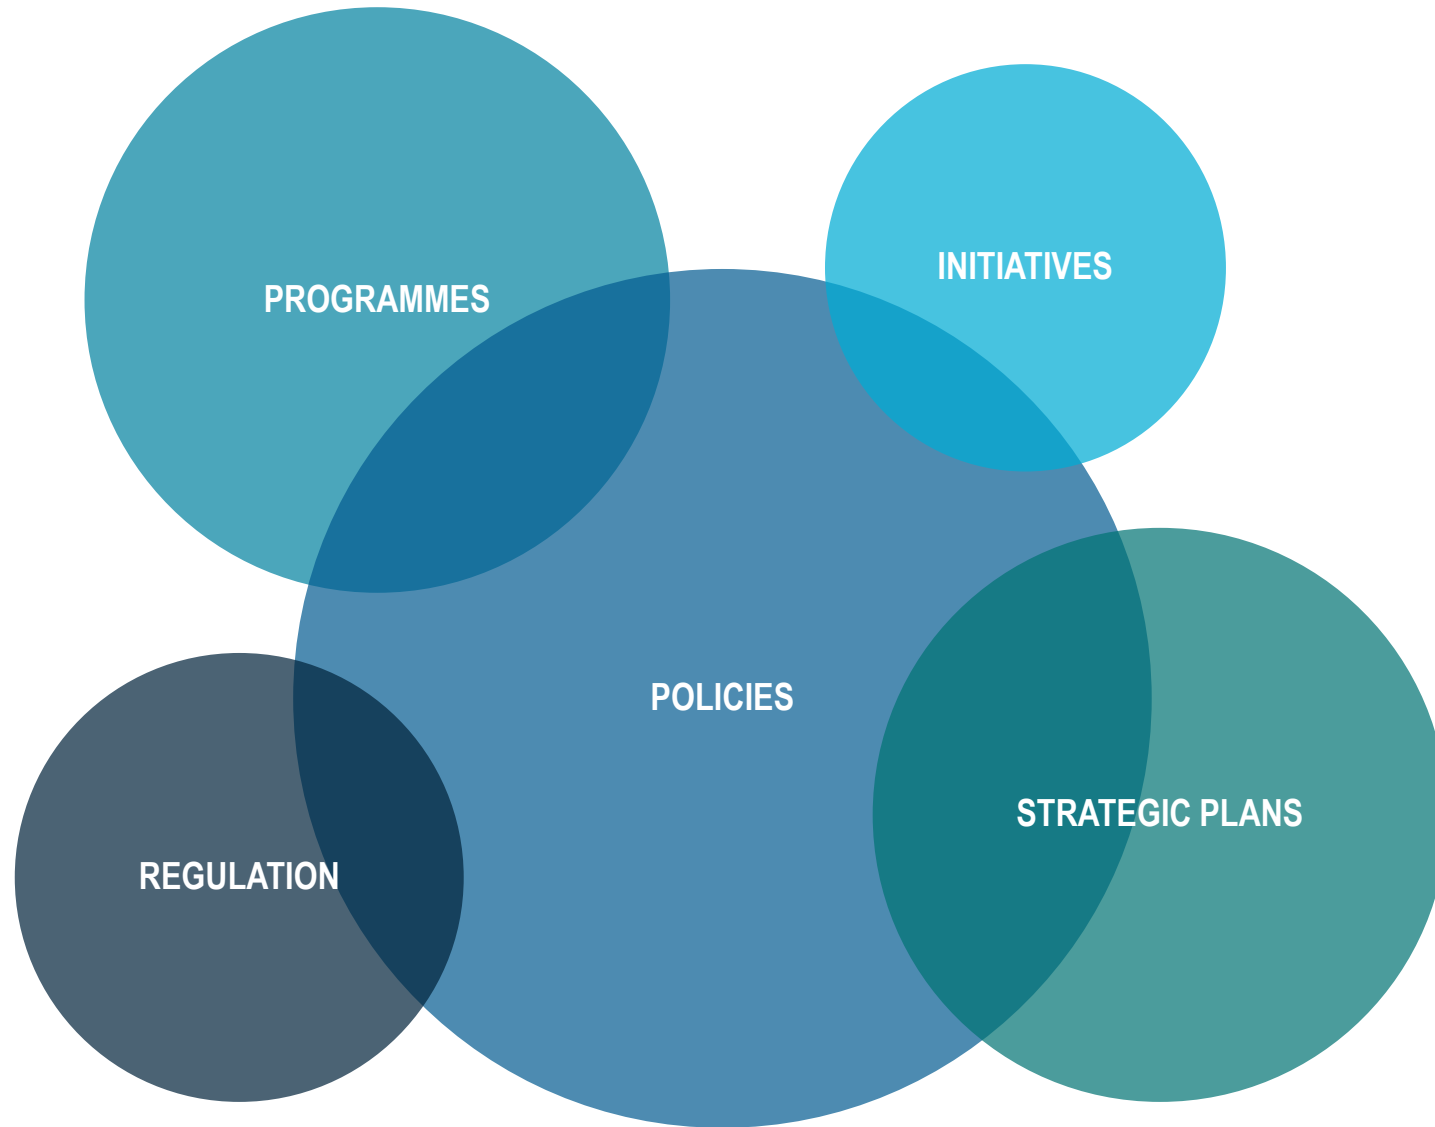 INITIATIVES
PROGRAMMES
POLICIES
STRATEGIC PLANS
REGULATION